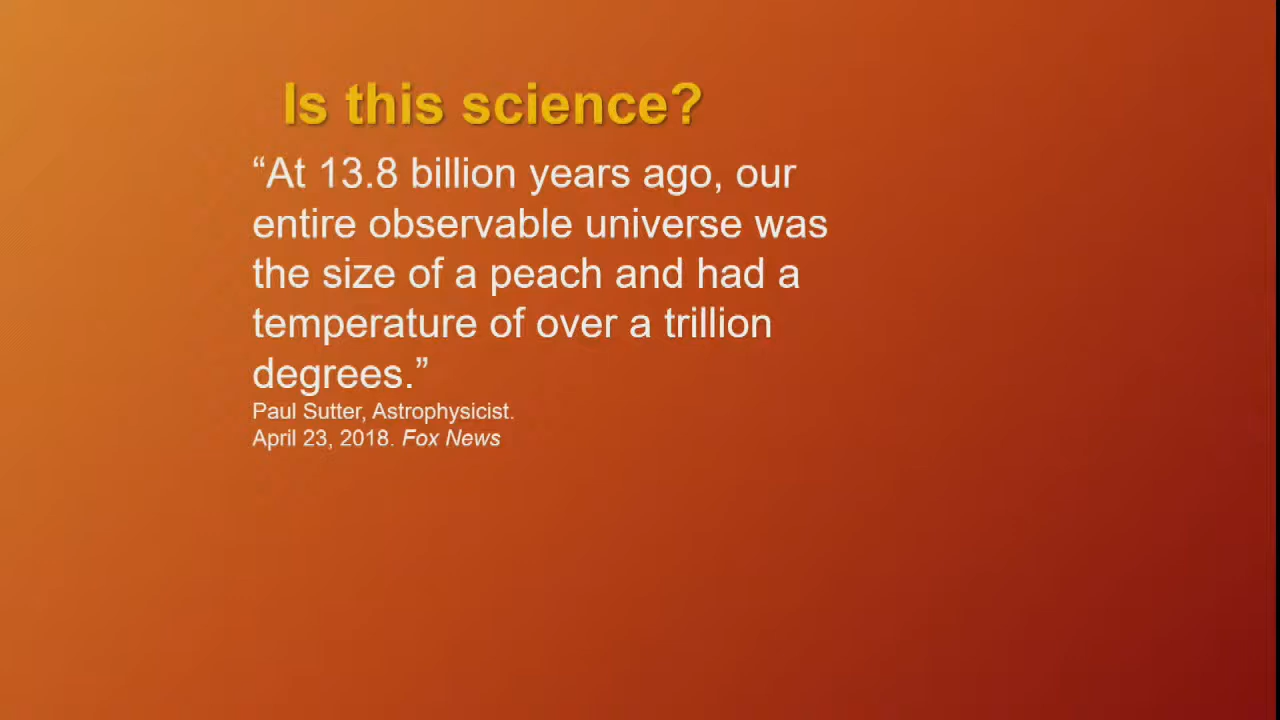 Is this science?
“At 13.8 billion years ago, our
entire observable universe was
the size of a peach and had a
temperature of over a trillion
degrees.”
Paul Sutter, Astrophysicist.
April 23, 2018. Fox News